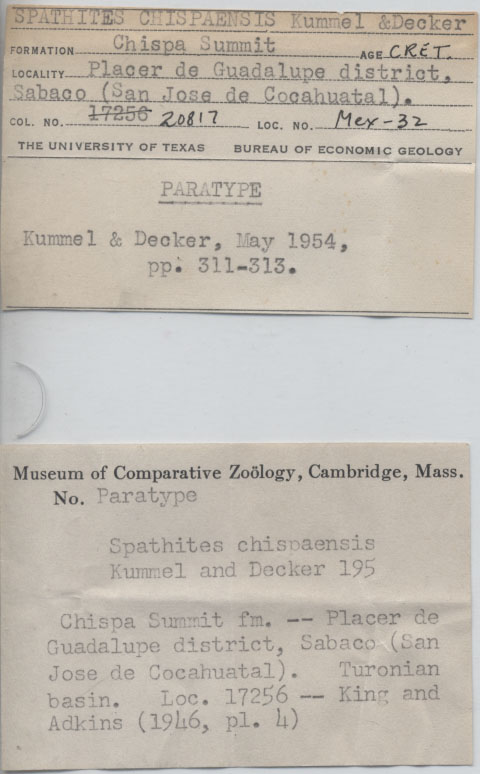 SPATHITES CHISPAENSIS Kummel &Decker
FORMATION Chispa Summit AGE CRET.
LOCALITY Placer de Guadalupe district,
Sabaco (San Jose de Cocahuatal).
COL. NO. 17256 20817 LOC. NO. Mex-32
THE UNIVERSITY OF TEXAS BUREAU OF ECONOMIC GEOLOGY
PARATYPE
Kummel & Decker, May 1954,
pp. 311-313.
Museum of Comparative Zoölogy, Cambridge, Mass.
No. Paratype
Spathites chispaensis
Kummel and Decker 195
Chispa Summit fm. -- Placer de
Guadalupe district, Sabaco (San
Jose de Cocahuatal). Turonian
basin. Loc. 17256 -- King and
Adkins (1946, pl. 4)